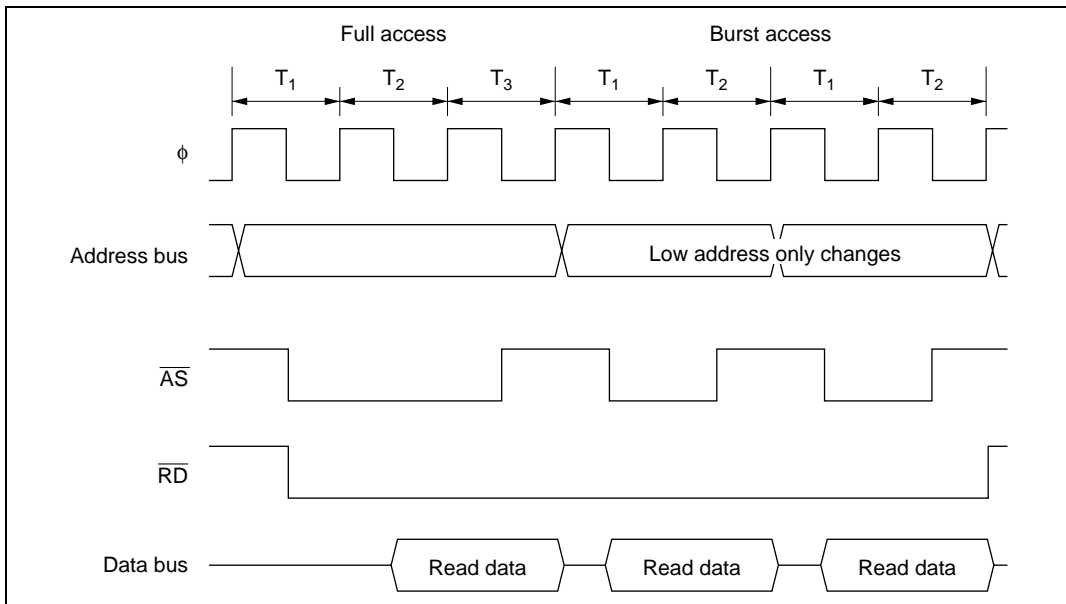 Full access Burst access
T1 T2 T3 T1 T2 T1 T2
ϕ
Address bus Low address only changes
AS
RD
Data bus Read data Read data Read data